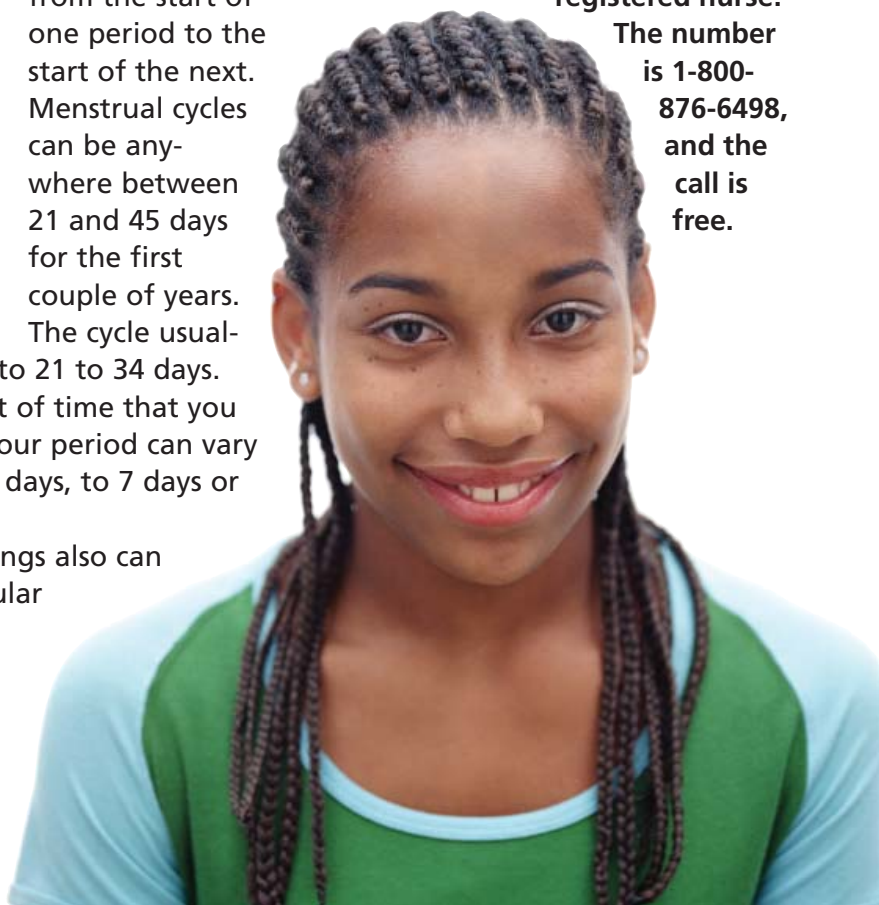 from the start of
one period to the
start of the next.
Menstrual cycles
can be any-
where between
21 and 45 days
for the first
couple of years.
The cycle usual-
to 21 to 34 days.
t of time that you
our period can vary
days, to 7 days or
ngs also can
ular
registered nurse.
The number
is 1-800-
876-6498,
and the
call is
free.